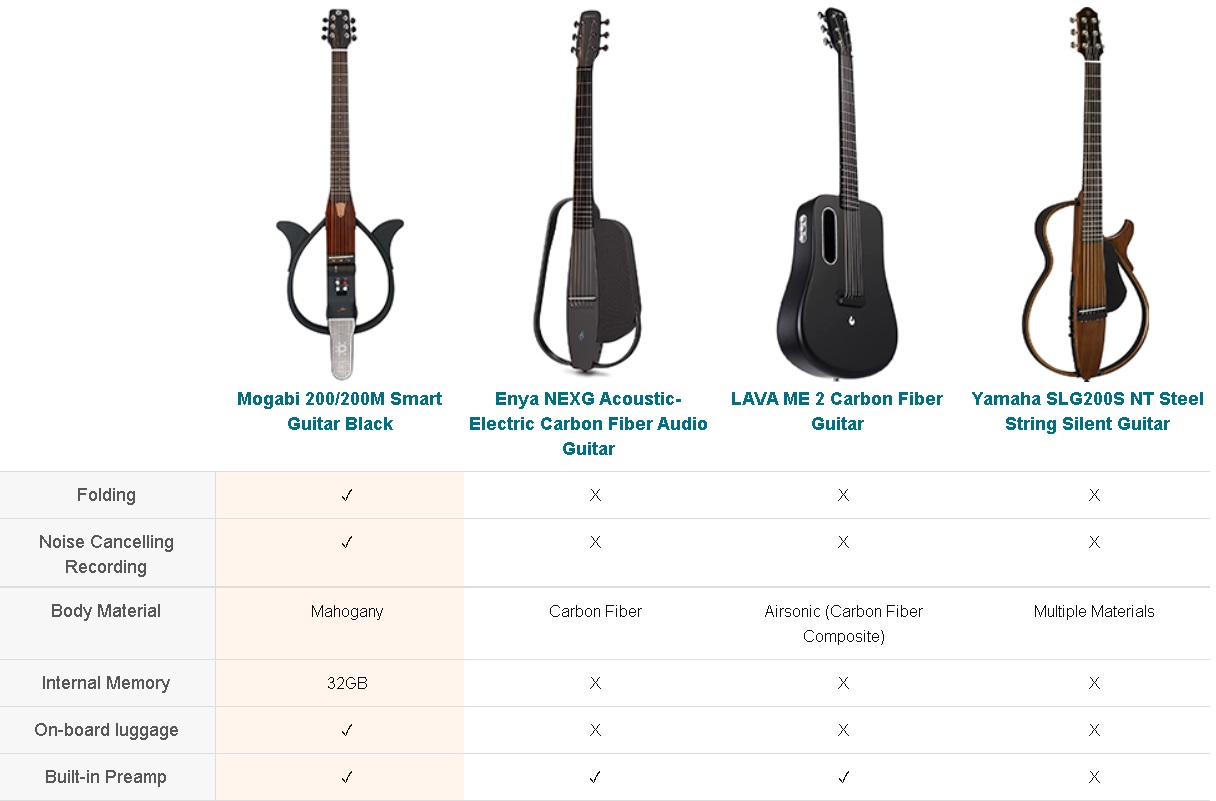 Mogabi 200/200M Smart
Guitar Black
Enya NEXG Acoustic-
Electric Carbon Fiber Audio
Guitar
LAVA ME 2 Carbon Fiber
Guitar
Yamaha SLG200S NT Steel
String Silent Guitar
Folding ✓ X X X
Noise Cancelling
Recording ✓ X X X
Body Material Mahogany Carbon Fiber Airsonic (Carbon Fiber
Composite) Multiple Materials
Internal Memory 32GB X X X
On-board luggage ✓ X X X
Built-in Preamp ✓ ✓ ✓ X